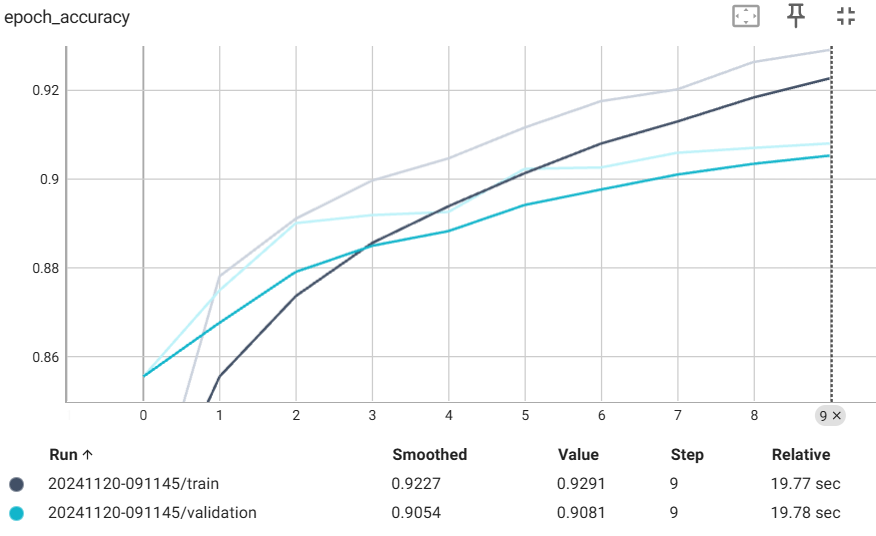 epoch_accuracy
0.92
0.9
0.88
0.86
0 1 2 3 4 5 6 7 8 9 ×
Run ↑ Smoothed Value Step Relative
20241120-091145/train 0.9227 0.9291 9 19.77 sec
20241120-091145/validation 0.9054 0.9081 9 19.78 sec